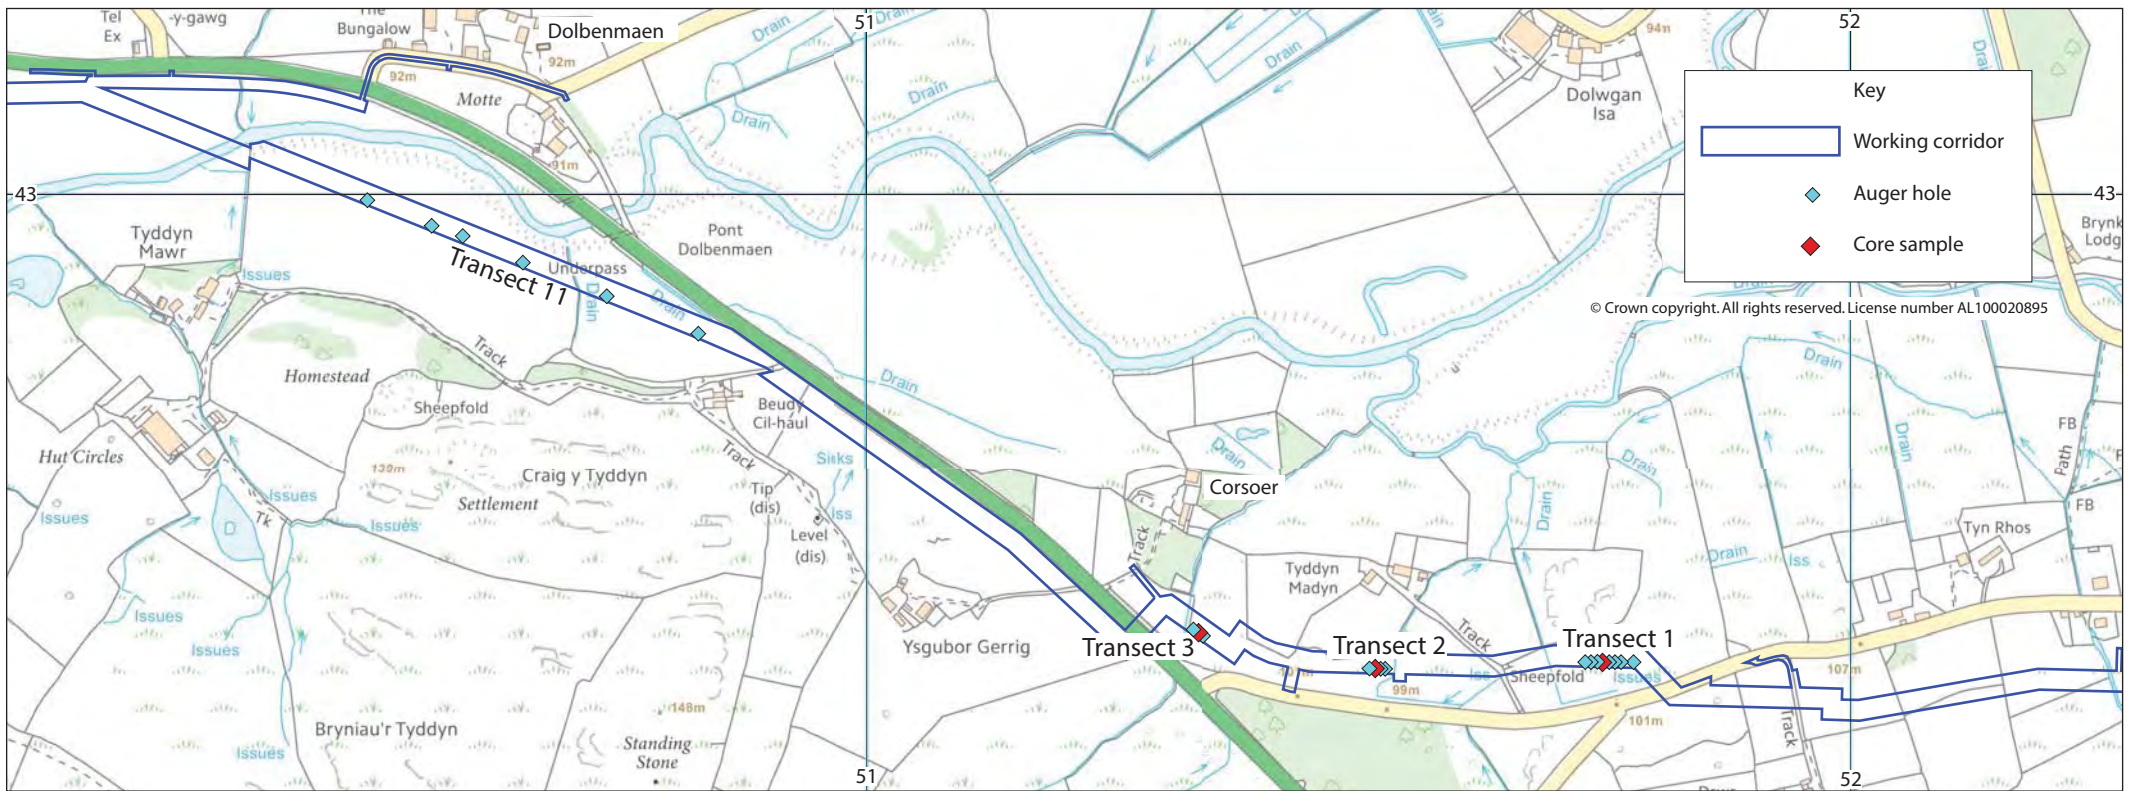 Tel
Ex
-y-gawg
The
Bungalow
Dolbenmaen
92m
92m
Motte
91m
51
Drain
Drain
Drain
Drain
Drain
Drain
Drain
94m
Dolwgan
Isa
52
Drain
Key
Working corridor
Auger hole
Core sample
© Crown copyright. All rights reserved. License number AL100020895
43
43
Brynk
Lodg
Tyddyn
Mawr
Issues
Transect 11
Underpass
Drain
Drain
Pont
Dolbenmaen
Homestead
Track
Sheepfold
Beudy
Cil-haul
Track
Drain
Drain
Drain
Drain
Drain
Hut Circles
130m
Craig y Tyddyn
Settlement
Tip
(dis)
Level
(dis)
Sinks
Iss
Corsoer
Drain
Track
FB
Path
FB
Issues
Issues
Issues
Tk
D
Issues
Issues
Issues
Tyn Rhos
Drain
Iss
Tyddyn
Madyn
Track
Ysgubor Gerrig
Transect 3
Transect 2
Transect 1
Sheepfold
Issues
Iss
99m
107m
101m
Track
Bryniau'r Tyddyn
148m
Standing
Stone
51
52